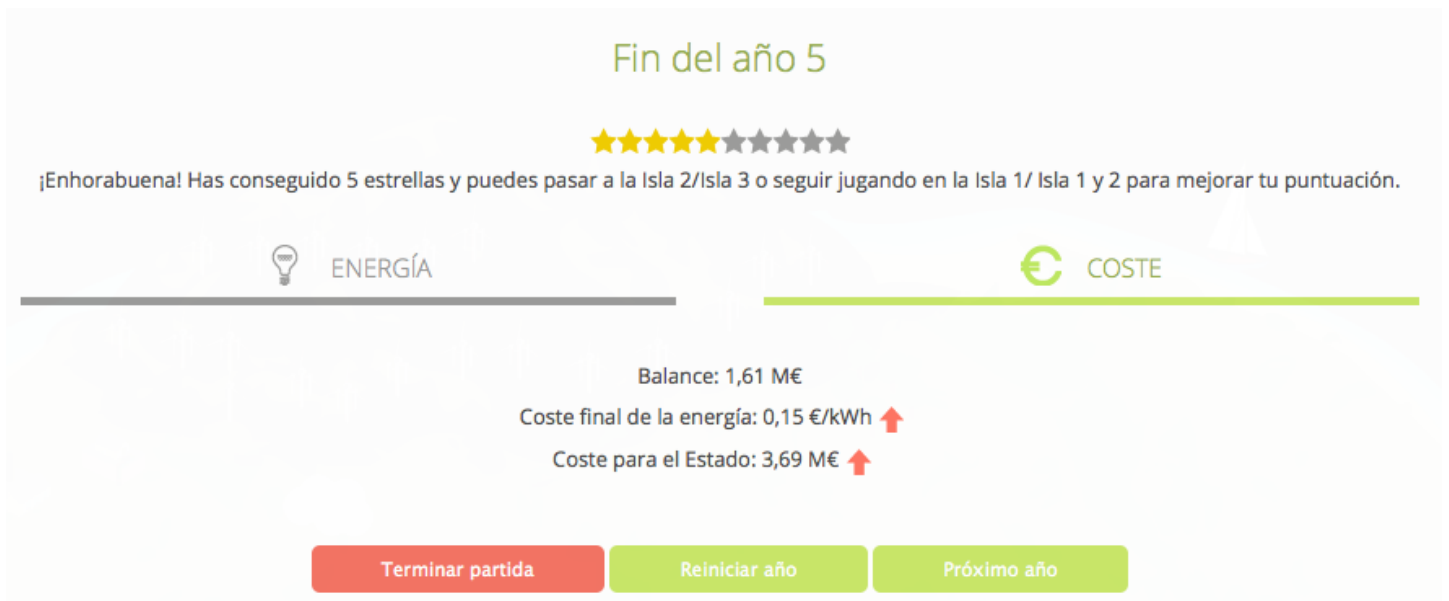 Fin del año 5
¡Enhorabuena! Has conseguido 5 estrellas y puedes pasar a la Isla 2/Isla 3 o seguir jugando en la Isla 1/ Isla 1 y 2 para mejorar tu puntuación.
ENERGÍA
€ COSTE
Balance: 1,61 M€
Coste final de la energía: 0,15 €/kWh
Coste para el Estado: 3,69 M€
Terminar partida
Reiniciar año
Próximo año